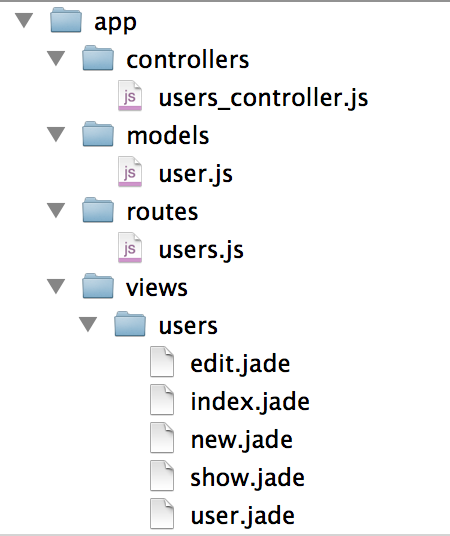 app
controllers
js users_controller.js
models
js user.js
routes
js users.js
views
users
edit.jade
index.jade
new.jade
show.jade
user.jade